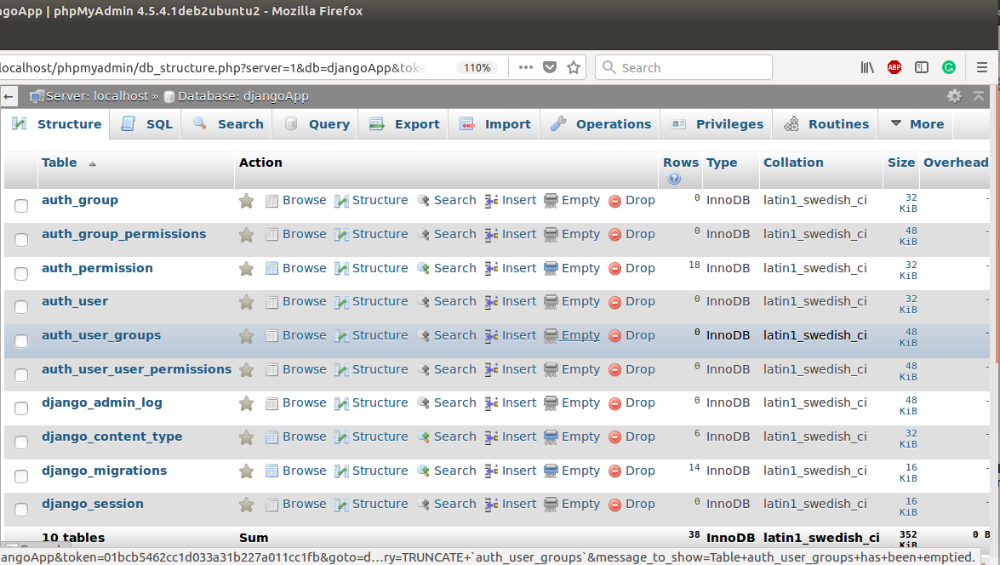 ngoApp | phpMyAdmin 4.5.4.1deb2ubuntu2 - Mozilla Firefox
localhost/phpmyadmin/db_structure.php?server=1&db=djangoApp&toke 110% Search ABP
Server: localhost » Database: djangoApp
Structure SQL Search Query Export Import Operations Privileges Routines More
Table Action Rows Type Collation Size Overhead
auth_group Browse Structure Search Insert Empty Drop 0 InnoDB latin1_swedish_ci 32 KiB -
auth_group_permissions Browse Structure Search Insert Empty Drop 0 InnoDB latin1_swedish_ci 48 KiB -
auth_permission Browse Structure Search Insert Empty Drop 18 InnoDB latin1_swedish_ci 32 KiB -
auth_user Browse Structure Search Insert Empty Drop 0 InnoDB latin1_swedish_ci 32 KiB -
auth_user_groups Browse Structure Search Insert Empty Drop 0 InnoDB latin1_swedish_ci 48 KiB -
auth_user_user_permissions Browse Structure Search Insert Empty Drop 0 InnoDB latin1_swedish_ci 48 KiB -
django_admin_log Browse Structure Search Insert Empty Drop 0 InnoDB latin1_swedish_ci 48 KiB -
django_content_type Browse Structure Search Insert Empty Drop 6 InnoDB latin1_swedish_ci 32 KiB -
django_migrations Browse Structure Search Insert Empty Drop 14 InnoDB latin1_swedish_ci 16 KiB -
django_session Browse Structure Search Insert Empty Drop 0 InnoDB latin1_swedish_ci 16 KiB -
10 tables Sum 38 InnoDB latin1_swedish_ci 352 KiB 0 B
angoApp&token=01bcb5462cc1d033a31b227a011cc1fb&goto=d…ry=TRUNCATE+`auth_user_groups`&message_to_show=Table+auth_user_groups+has+been+emptied.